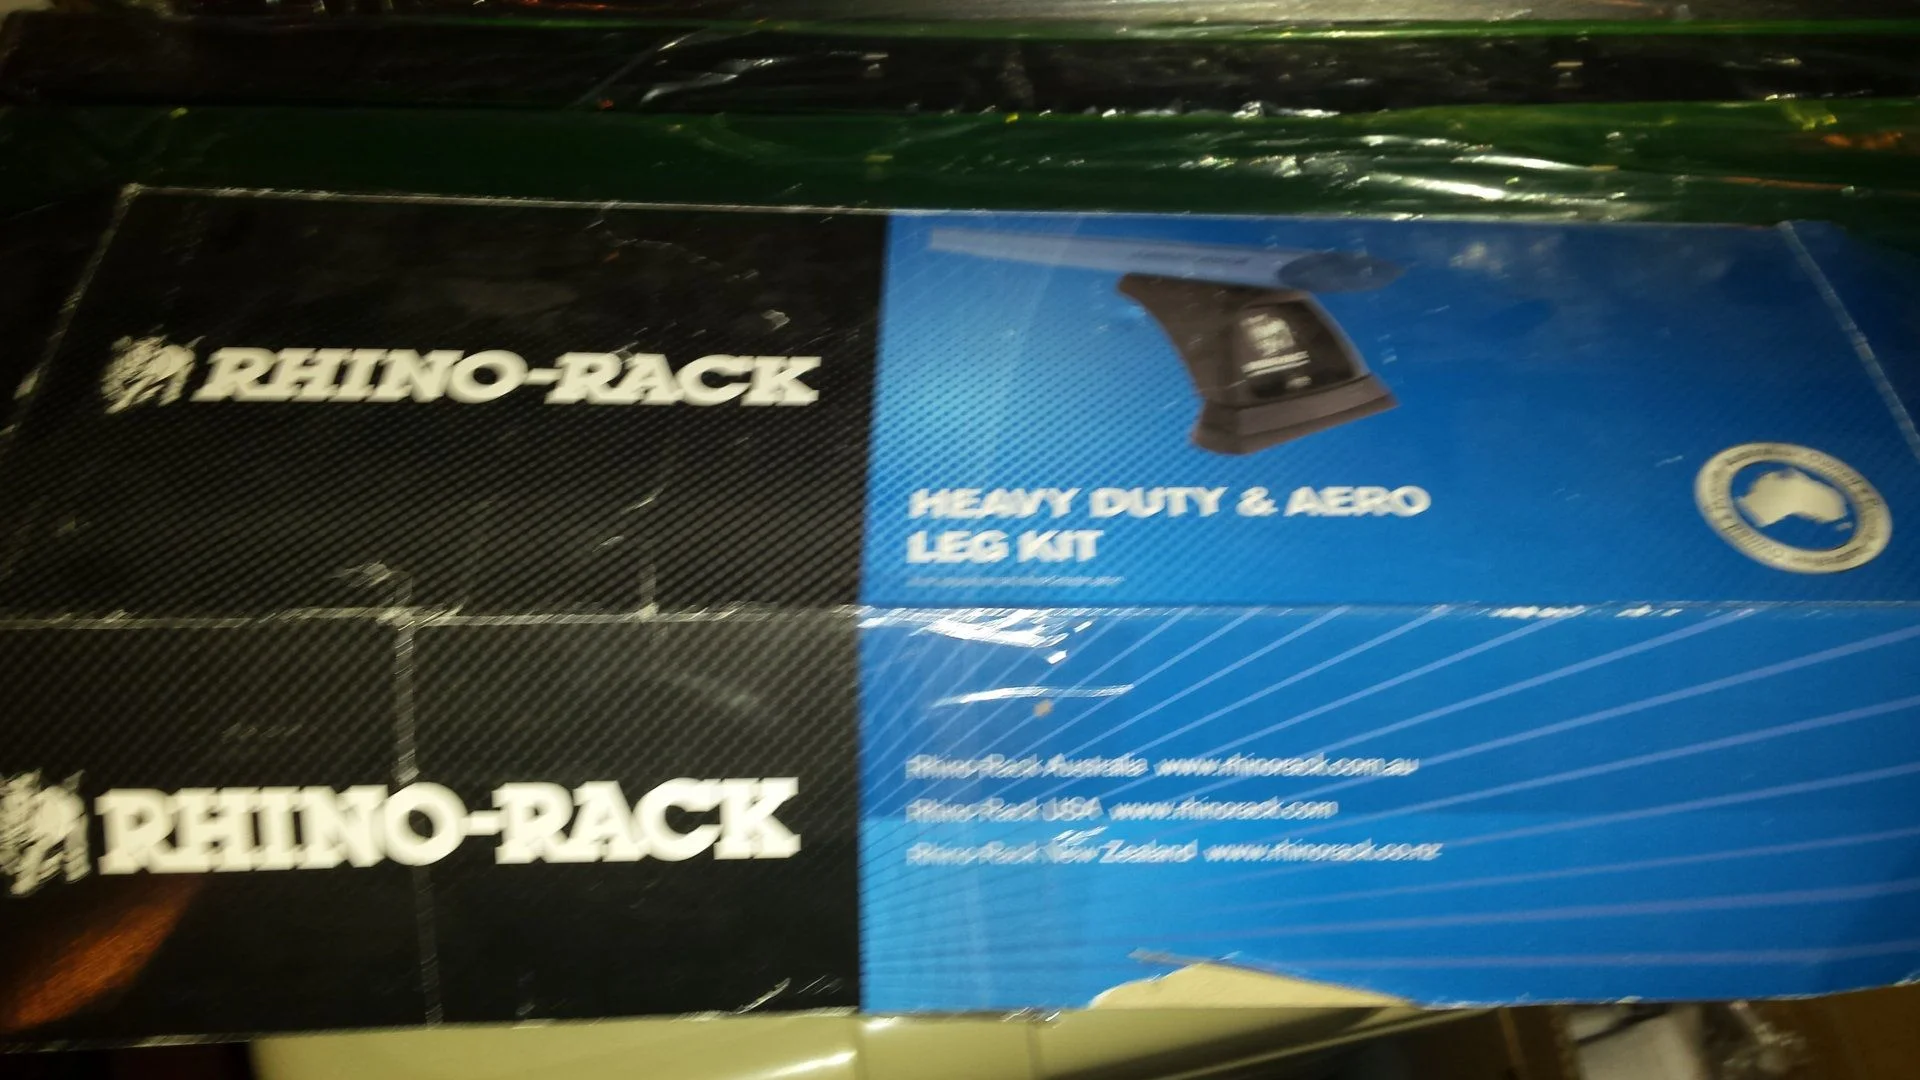 RHINO-RACK
HEAVY DUTY & AERO
LEG KIT
RHINO-RACK
Rhino-Rack Australia www.rhinorack.com.au
Rhino-Rack USA www.rhinorack.com
Rhino-Rack New Zealand www.rhinorack.co.nz